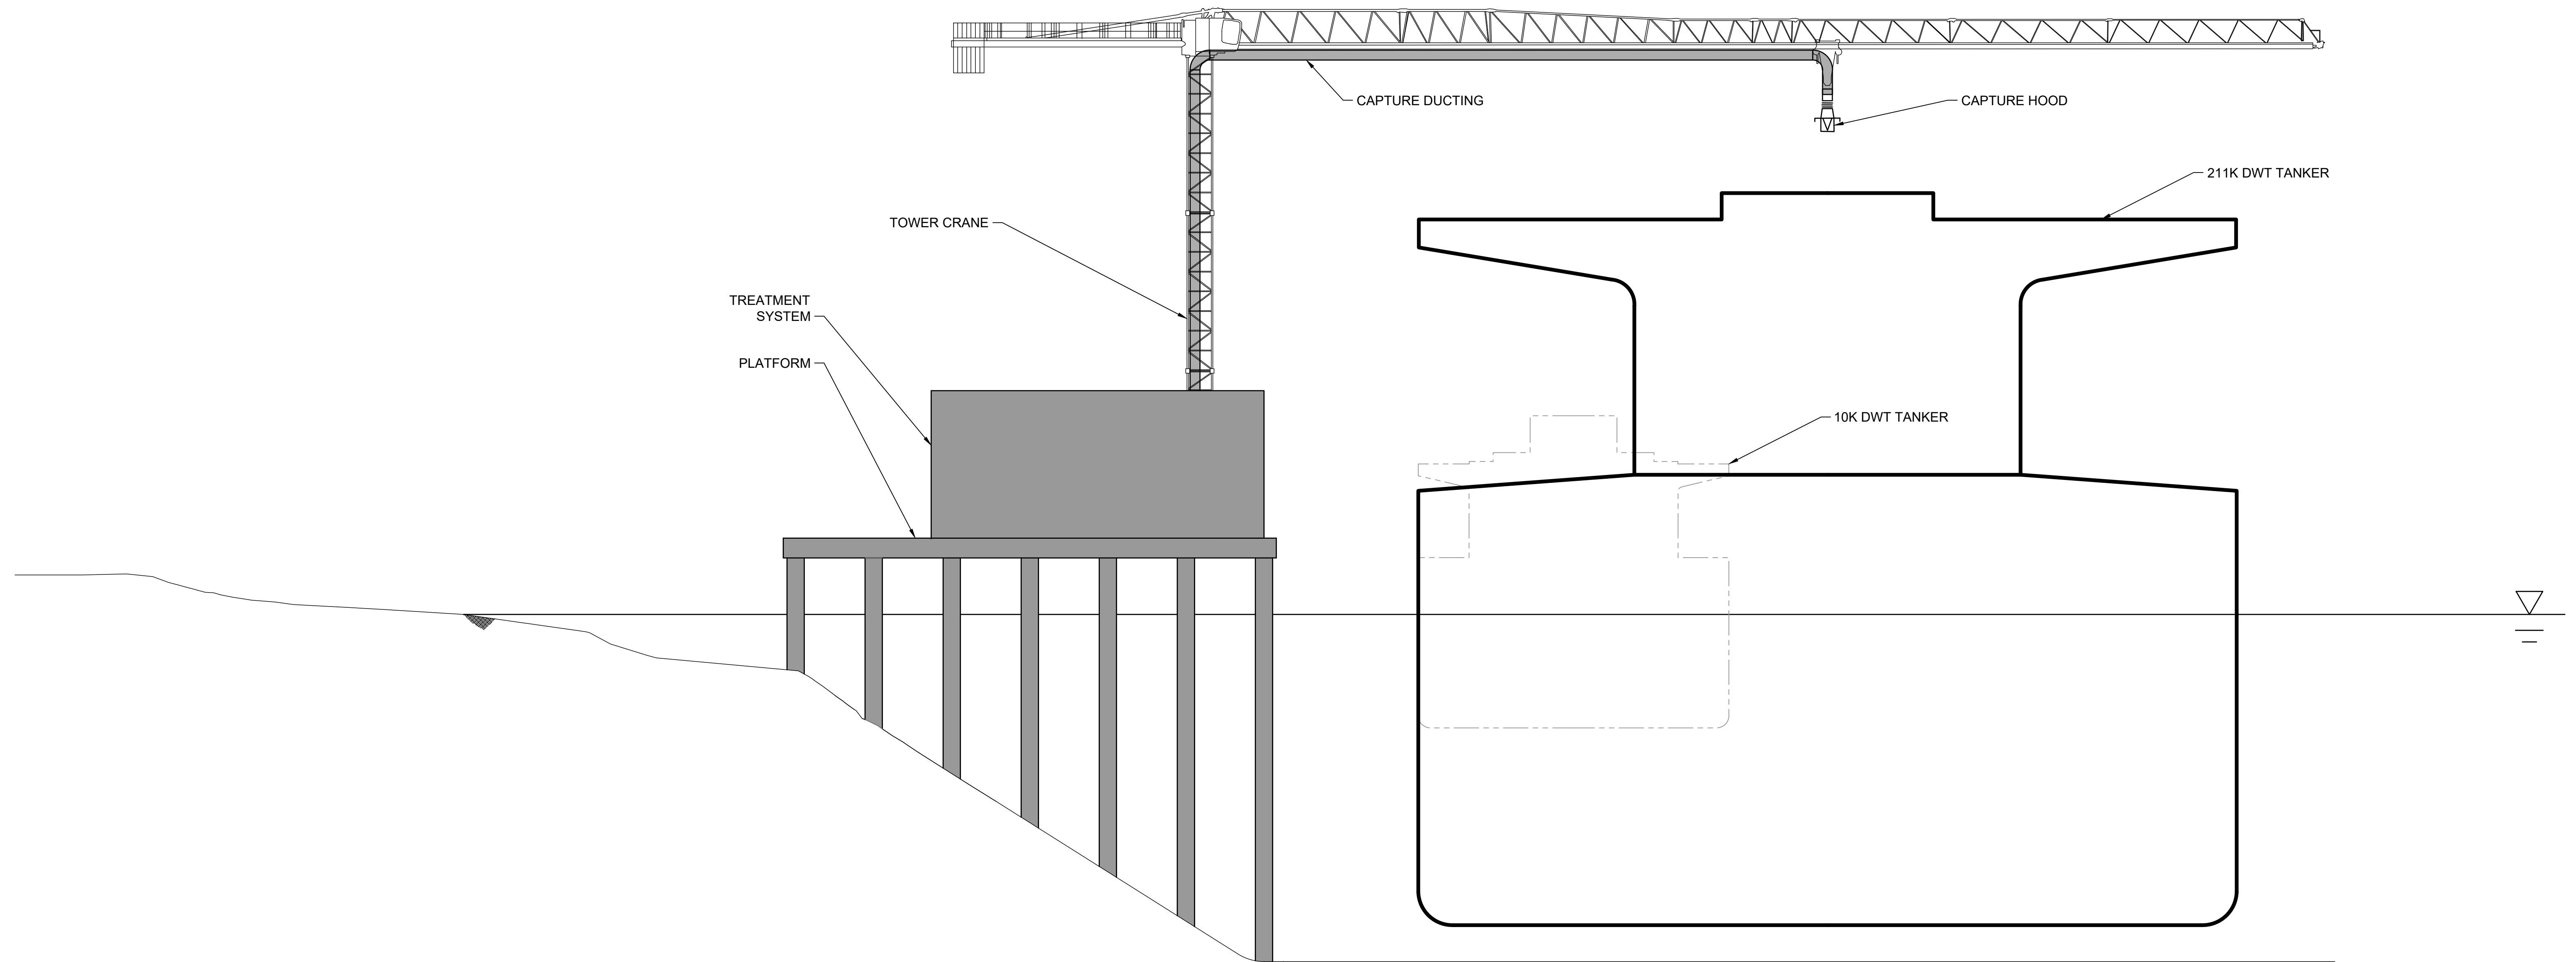 CAPTURE DUCTING
CAPTURE HOOD
211K DWT TANKER
TOWER CRANE
TREATMENT
SYSTEM
PLATFORM
10K DWT TANKER